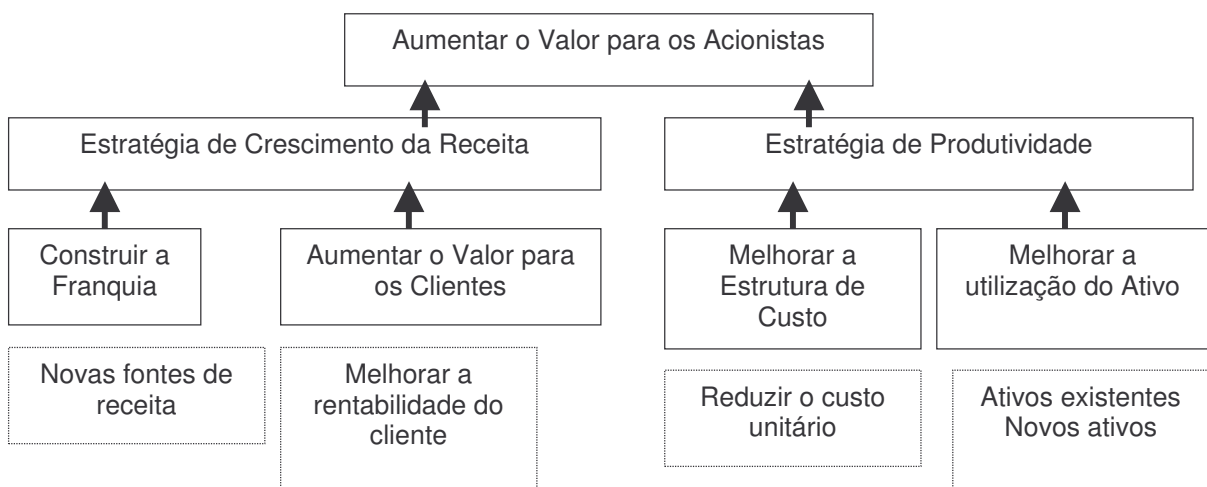 Aumentar o Valor para os Acionistas
Estratégia de Crescimento da Receita
Estratégia de Produtividade
Construir a
Franquia
Aumentar o Valor para
os Clientes
Melhorar a
Estrutura de
Custo
Melhorar a
utilização do Ativo
Novas fontes de
receita
Melhorar a
rentabilidade do
cliente
Reduzir o custo
unitário
Ativos existentes
Novos ativos